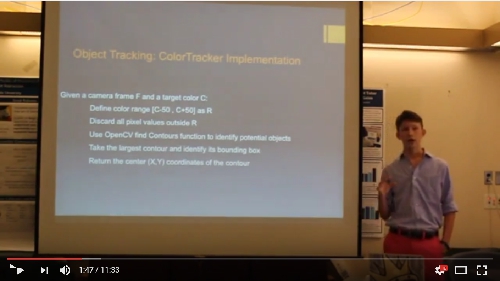 Object Tracking: ColorTracker Implementation
Given a camera frame F and a target color C:
Define color range [C-50 , C+50] as R
Discard all pixel values outside R
Use OpenCV find Contours function to identify potential objects
Take the largest contour and identify its bounding box
Return the center (X,Y) coordinates of the contour
1:47 / 11:33